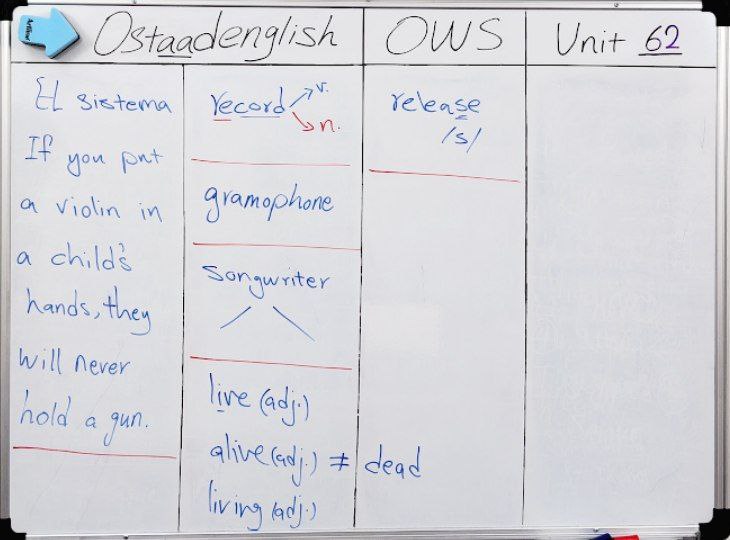 Ostaadenglish
OWS
Unit 62
El sistema
If you put
a violin in
a child's
hands, they
will never
hold a gun.
record v.
n.
gramophone
songwriter
live (adj.)
alive (adj.) ≠ dead
living (adj.)
release
/s/